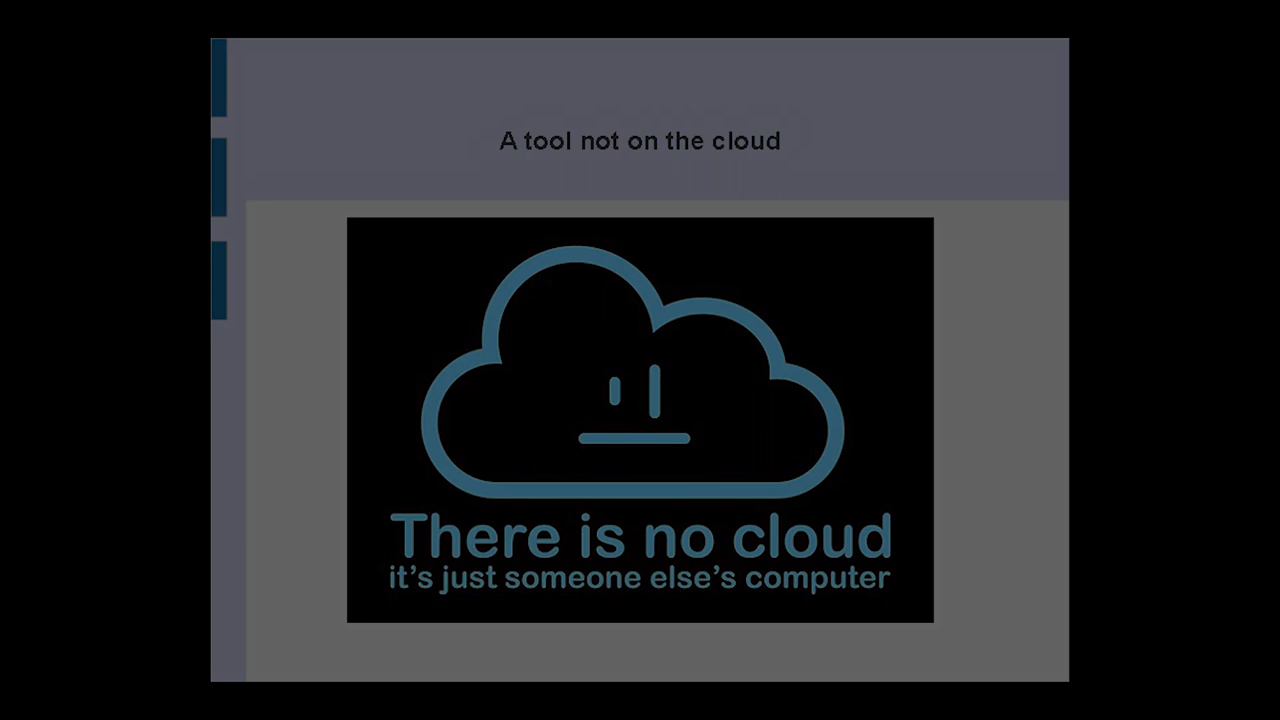 A tool not on the cloud
There is no cloud
it's just someone else's computer